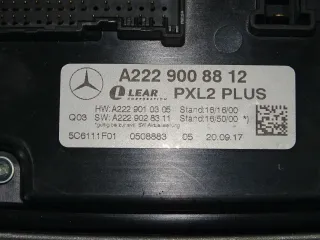 A222 900 88 12
LEAR CORPORATION PXL2 PLUS
HW:A222 901 03 05 Stand:16/16/00
Q03 SW:A222 902 83 11 Stand:16/50/00 *)
5C6111F01 0508883 05 20.09.17